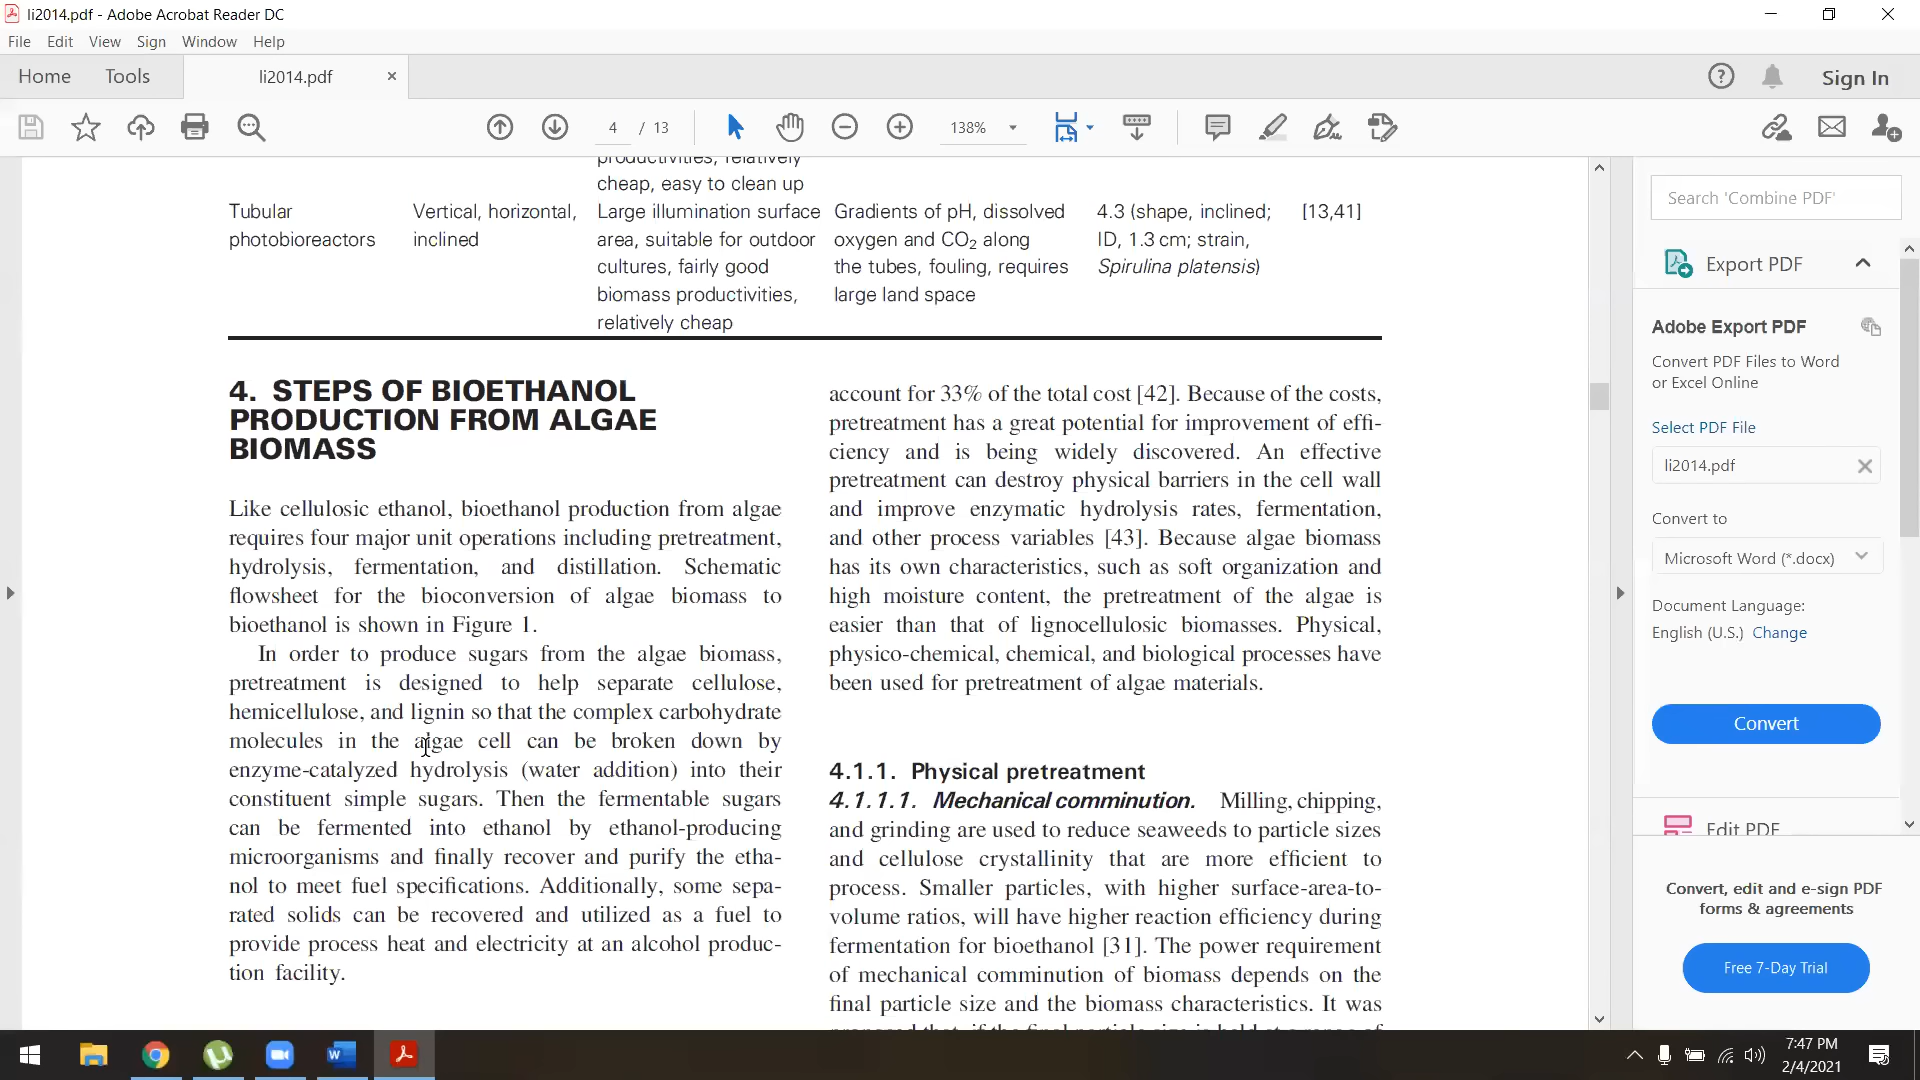 li2014.pdf - Adobe Acrobat Reader DC
File Edit View Sign Window Help
Home Tools li2014.pdf × Sign In
4 / 13 138%
productivities, relatively
cheap, easy to clean up
Tubular
photobioreactors
Vertical, horizontal,
inclined
Large illumination surface
area, suitable for outdoor
cultures, fairly good
biomass productivities,
relatively cheap
Gradients of pH, dissolved
oxygen and CO₂ along
the tubes, fouling, requires
large land space
4.3 (shape, inclined;
ID, 1.3 cm; strain,
Spirulina platensis)
[13,41]
4. STEPS OF BIOETHANOL
PRODUCTION FROM ALGAE
BIOMASS
Like cellulosic ethanol, bioethanol production from algae
requires four major unit operations including pretreatment,
hydrolysis, fermentation, and distillation. Schematic
flowsheet for the bioconversion of algae biomass to
bioethanol is shown in Figure 1.
In order to produce sugars from the algae biomass,
pretreatment is designed to help separate cellulose,
hemicellulose, and lignin so that the complex carbohydrate
molecules in the algae cell can be broken down by
enzyme-catalyzed hydrolysis (water addition) into their
constituent simple sugars. Then the fermentable sugars
can be fermented into ethanol by ethanol-producing
microorganisms and finally recover and purify the etha-
nol to meet fuel specifications. Additionally, some sepa-
rated solids can be recovered and utilized as a fuel to
provide process heat and electricity at an alcohol produc-
tion facility.
account for 33% of the total cost [42]. Because of the costs,
pretreatment has a great potential for improvement of effi-
ciency and is being widely discovered. An effective
pretreatment can destroy physical barriers in the cell wall
and improve enzymatic hydrolysis rates, fermentation,
and other process variables [43]. Because algae biomass
has its own characteristics, such as soft organization and
high moisture content, the pretreatment of the algae is
easier than that of lignocellulosic biomasses. Physical,
physico-chemical, chemical, and biological processes have
been used for pretreatment of algae materials.
4.1.1. Physical pretreatment
4.1.1.1. Mechanical comminution. Milling, chipping,
and grinding are used to reduce seaweeds to particle sizes
and cellulose crystallinity that are more efficient to
process. Smaller particles, with higher surface-area-to-
volume ratios, will have higher reaction efficiency during
fermentation for bioethanol [31]. The power requirement
of mechanical comminution of biomass depends on the
final particle size and the biomass characteristics. It was
Search 'Combine PDF'
Export PDF
Adobe Export PDF
Convert PDF Files to Word
or Excel Online
Select PDF File
li2014.pdf
Convert to
Microsoft Word (*.docx)
Document Language:
English (U.S.) Change
Convert
Edit PDF
Convert, edit and e-sign PDF
forms & agreements
Free 7-Day Trial
7:47 PM
2/4/2021